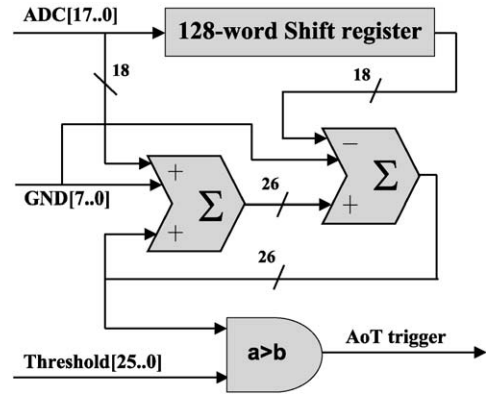 ADC[17..0]
128-word Shift register
18
18
−
+
Σ
Σ
GND[7..0]
26
+
+
26
a>b
AoT trigger
Threshold[25..0]